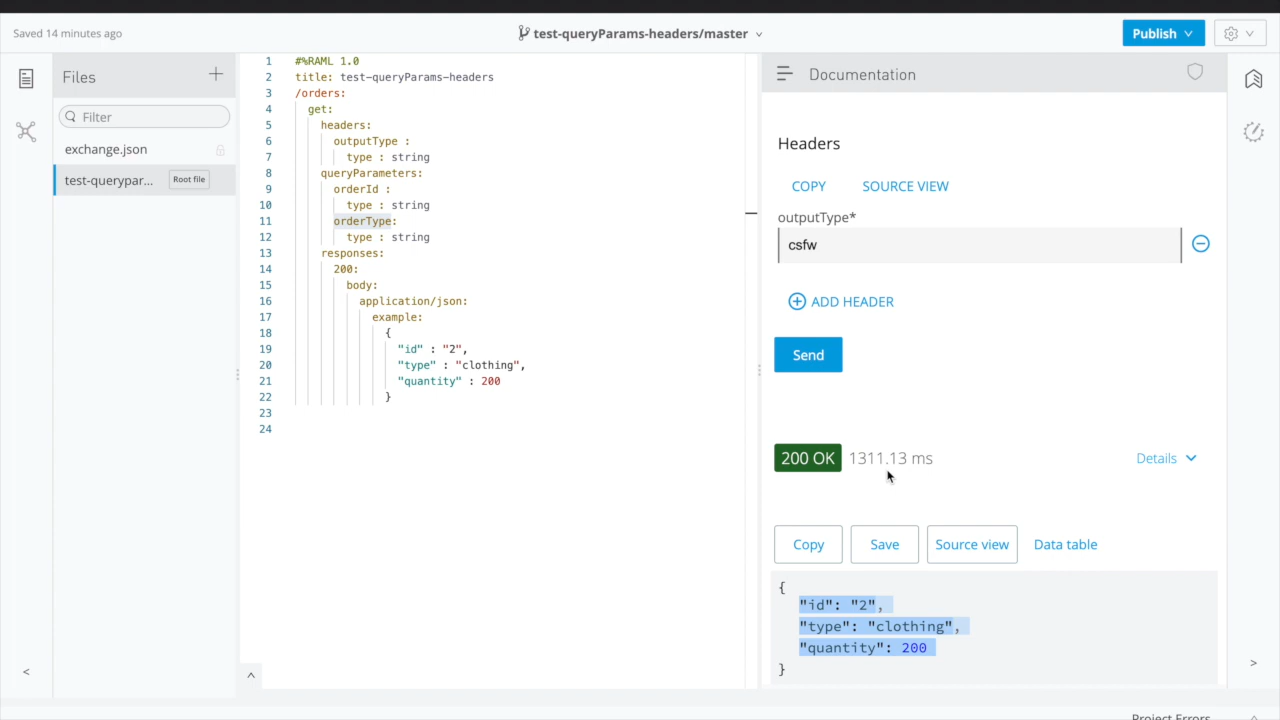 Saved 14 minutes ago
test-queryParams-headers/master
Publish
Files
Filter
exchange.json
test-querypar...
Root file
1 #%RAML 1.0
2 title: test-queryParams-headers
3 /orders:
4 get:
5 headers:
6 outputType :
7 type : string
8 queryParameters:
9 orderId :
10 type : string
11 orderType:
12 type : string
13 responses:
14 200:
15 body:
16 application/json:
17 example:
18 {
19 "id" : "2",
20 "type" : "clothing",
21 "quantity" : 200
22 }
23
24
Documentation
Headers
COPY SOURCE VIEW
outputType*
csfw
ADD HEADER
Send
200 OK 1311.13 ms Details
Copy Save Source view Data table
{
"id": "2",
"type": "clothing",
"quantity": 200
}
Project Errors